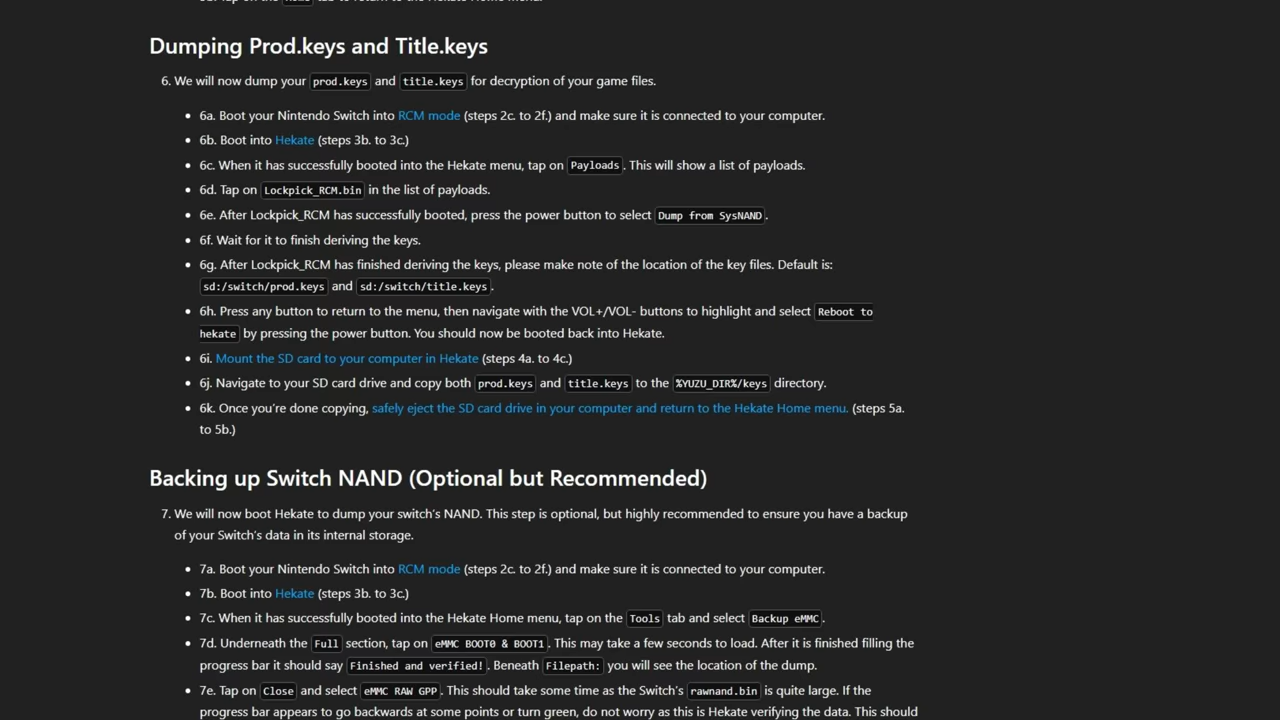 5d. Tap on the Home tab to return to the Hekate Home menu.
Dumping Prod.keys and Title.keys
6. We will now dump your prod.keys and title.keys for decryption of your game files.
6a. Boot your Nintendo Switch into RCM mode (steps 2c. to 2f.) and make sure it is connected to your computer.
6b. Boot into Hekate (steps 3b. to 3c.)
6c. When it has successfully booted into the Hekate menu, tap on Payloads. This will show a list of payloads.
6d. Tap on Lockpick_RCM.bin in the list of payloads.
6e. After Lockpick_RCM has successfully booted, press the power button to select Dump from SysNAND.
6f. Wait for it to finish deriving the keys.
6g. After Lockpick_RCM has finished deriving the keys, please make note of the location of the key files. Default is:
sd:/switch/prod.keys and sd:/switch/title.keys.
6h. Press any button to return to the menu, then navigate with the VOL+/VOL- buttons to highlight and select Reboot to
hekate by pressing the power button. You should now be booted back into Hekate.
6i. Mount the SD card to your computer in Hekate (steps 4a. to 4c.)
6j. Navigate to your SD card drive and copy both prod.keys and title.keys to the %YUZU_DIR%/keys directory.
6k. Once you're done copying, safely eject the SD card drive in your computer and return to the Hekate Home menu. (steps 5a.
to 5b.)
Backing up Switch NAND (Optional but Recommended)
7. We will now boot Hekate to dump your switch's NAND. This step is optional, but highly recommended to ensure you have a backup
of your Switch's data in its internal storage.
7a. Boot your Nintendo Switch into RCM mode (steps 2c. to 2f.) and make sure it is connected to your computer.
7b. Boot into Hekate (steps 3b. to 3c.)
7c. When it has successfully booted into the Hekate Home menu, tap on the Tools tab and select Backup eMMC.
7d. Underneath the Full section, tap on eMMC BOOT0 & BOOT1. This may take a few seconds to load. After it is finished filling the
progress bar it should say Finished and verified!. Beneath Filepath: you will see the location of the dump.
7e. Tap on Close and select eMMC RAW GPP. This should take some time as the Switch's rawnand.bin is quite large. If the
progress bar appears to go backwards at some points or turn green, do not worry as this is Hekate verifying the data. This should